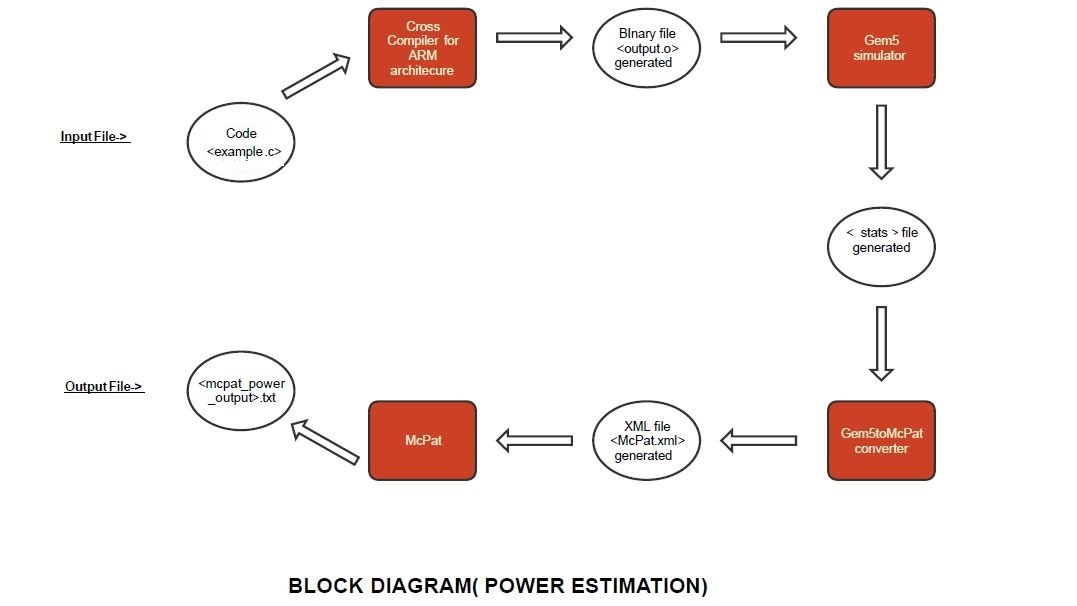 Input File->
Code
<example.c>
Cross
Compiler for
ARM
architecure
BInary file
<output.o>
generated
Gem5
simulator
< stats > file
generated
Gem5toMcPat
converter
XML file
<McPat.xml>
generated
McPat
<mcpat_power
_output>.txt
Output File->
BLOCK DIAGRAM( POWER ESTIMATION)